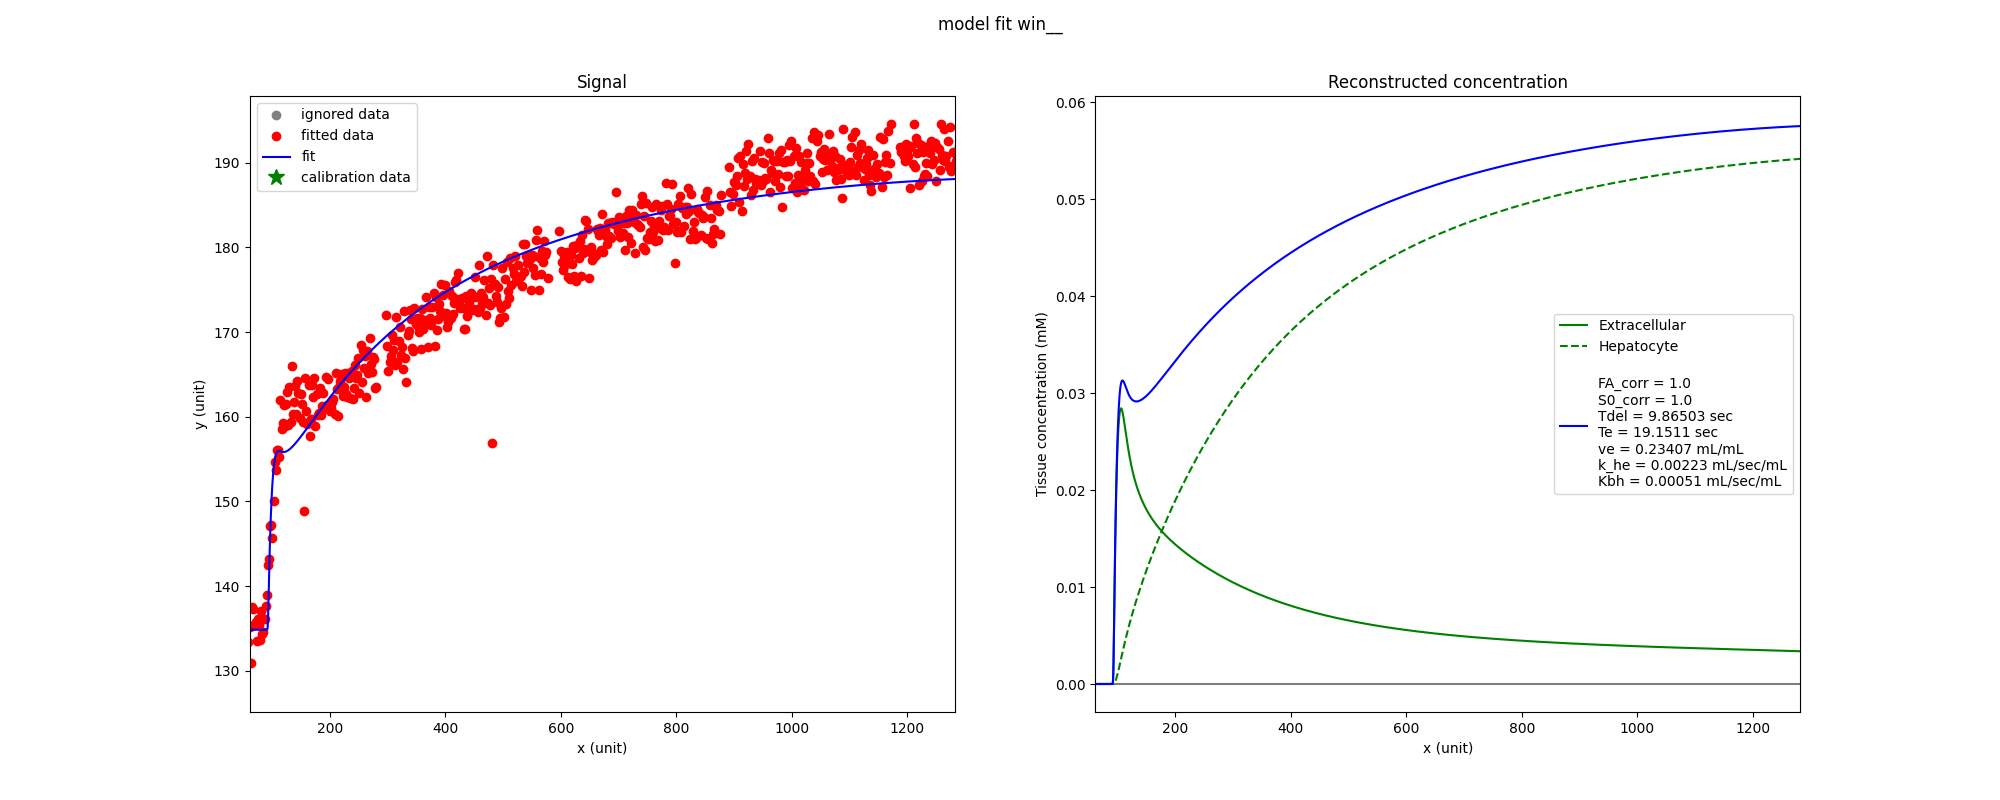 model fit win__
Signal
ignored data
fitted data
fit
calibration data
190
180
170
160
150
140
130
y (unit)
200 400 600 800 1000 1200
x (unit)
Reconstructed concentration
0.06
0.05
0.04
0.03
0.02
0.01
0.00
Tissue concentration (mM)
Extracellular
Hepatocyte
FA_corr = 1.0
S0_corr = 1.0
Tdel = 9.86503 sec
Te = 19.1511 sec
ve = 0.23407 mL/mL
k_he = 0.00223 mL/sec/mL
Kbh = 0.00051 mL/sec/mL
200 400 600 800 1000 1200
x (unit)